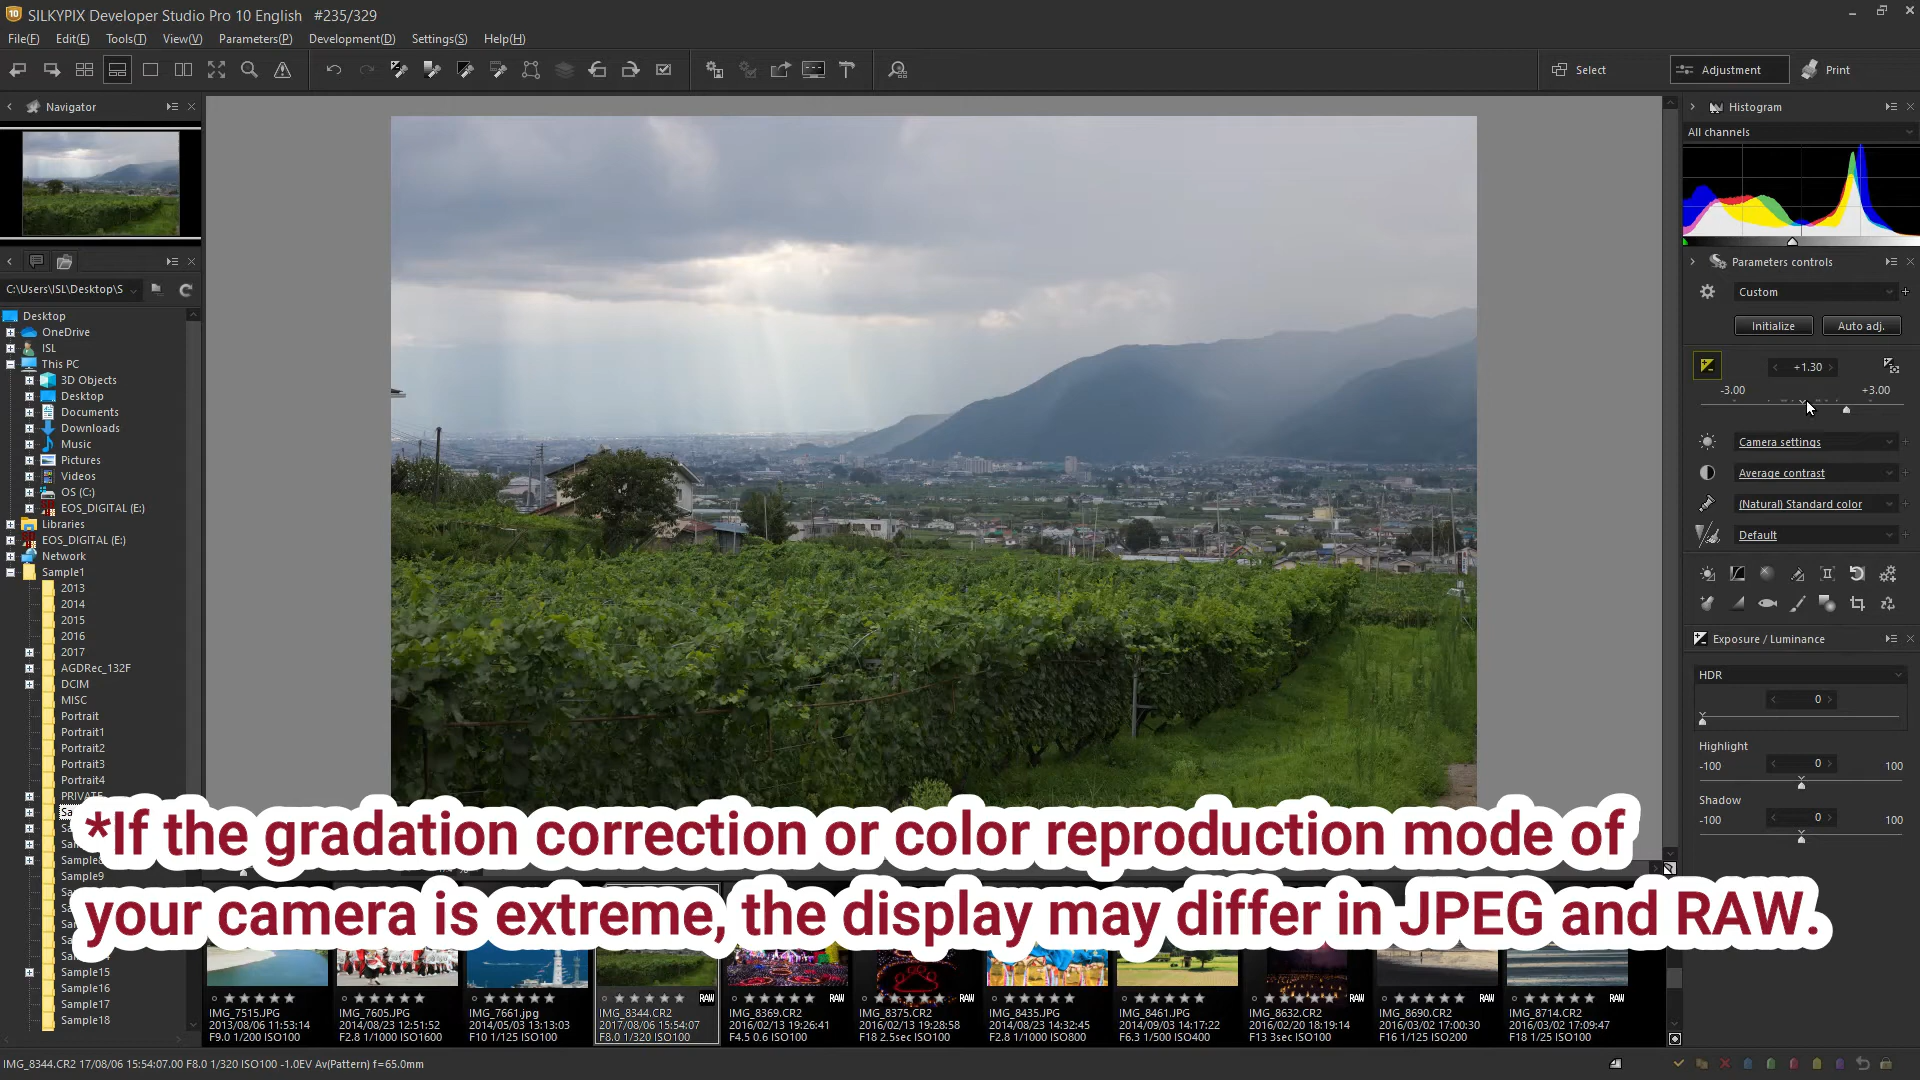 SILKYPIX Developer Studio Pro 10 English #235/329
File(F) Edit(E) Tools(T) View(V) Parameters(P) Development(D) Settings(S) Help(H)
Select Adjustment Print
Navigator
C:\Users\ISL\Desktop\S
Desktop
OneDrive
ISL
This PC
3D Objects
Desktop
Documents
Downloads
Music
Pictures
Videos
OS (C:)
EOS_DIGITAL (E:)
Libraries
EOS_DIGITAL (E:)
Network
Sample1
2013
2014
2015
2016
2017
AGDRec_132F
DCIM
MISC
Portrait
Portrait1
Portrait2
Portrait3
Portrait4
PRIVATE
Sample9
Sample15
Sample16
Sample17
Sample18
Histogram
All channels
Parameters controls
Custom
Initialize Auto adj.
+1.30
-3.00 +3.00
Camera settings
Average contrast
(Natural) Standard color
Default
Exposure / Luminance
HDR
0
Highlight
-100 0 100
Shadow
-100 0 100
*If the gradation correction or color reproduction mode of
your camera is extreme, the display may differ in JPEG and RAW.
IMG_7515.JPG
2013/08/06 11:53:14
F9.0 1/200 ISO100
IMG_7605.JPG
2014/08/23 12:51:52
F2.8 1/1000 ISO1600
IMG_7661.jpg
2014/05/03 13:13:03
F10 1/125 ISO100
RAW
IMG_8344.CR2
2017/08/06 15:54:07
F8.0 1/320 ISO100
RAW
IMG_8369.CR2
2016/02/13 19:26:41
F4.5 0.6 ISO100
RAW
IMG_8375.CR2
2016/02/13 19:28:58
F18 2.5sec ISO100
IMG_8435.JPG
2014/08/23 14:32:45
F2.8 1/1000 ISO800
IMG_8461.JPG
2014/09/03 14:17:22
F6.3 1/500 ISO400
RAW
IMG_8632.CR2
2016/02/20 18:19:14
F13 3sec ISO100
RAW
IMG_8690.CR2
2016/03/02 17:00:30
F16 1/125 ISO200
RAW
IMG_8714.CR2
2016/03/02 17:09:47
F18 1/25 ISO100
IMG_8344.CR2 17/08/06 15:54:07.00 F8.0 1/320 ISO100 -1.0EV Av(Pattern) f=65.0mm